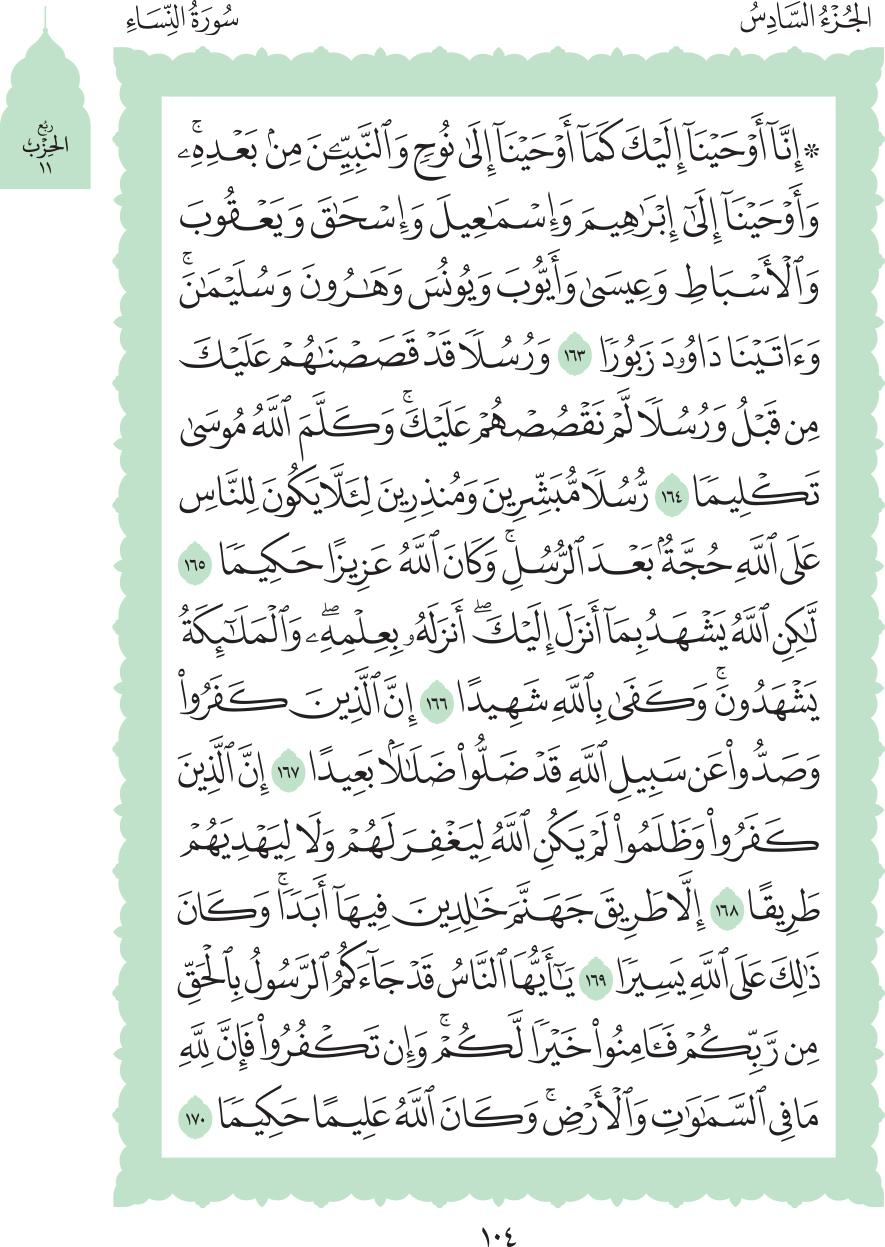 الجُزْءُ السَّادِسُ
سُورَةُ النِّسَاءِ
رُبْع
الحِزْب
١١
۞ إِنَّآ أَوۡحَيۡنَآ إِلَيۡكَ كَمَآ أَوۡحَيۡنَآ إِلَىٰ نُوحٖ وَٱلنَّبِيِّـۧنَ مِنۢ بَعۡدِهِۦۚ
وَأَوۡحَيۡنَآ إِلَىٰٓ إِبۡرَٰهِيمَ وَإِسۡمَٰعِيلَ وَإِسۡحَٰقَ وَيَعۡقُوبَ
وَٱلۡأَسۡبَاطِ وَعِيسَىٰ وَأَيُّوبَ وَيُونُسَ وَهَٰرُونَ وَسُلَيۡمَٰنَۚ
وَءَاتَيۡنَا دَاوُۥدَ زَبُورٗا ١٦٣ وَرُسُلٗا قَدۡ قَصَصۡنَٰهُمۡ عَلَيۡكَ
مِن قَبۡلُ وَرُسُلٗا لَّمۡ نَقۡصُصۡهُمۡ عَلَيۡكَۚ وَكَلَّمَ ٱللَّهُ مُوسَىٰ
تَكۡلِيمٗا ١٦٤ رُّسُلٗا مُّبَشِّرِينَ وَمُنذِرِينَ لِئَلَّا يَكُونَ لِلنَّاسِ
عَلَى ٱللَّهِ حُجَّةُۢ بَعۡدَ ٱلرُّسُلِۚ وَكَانَ ٱللَّهُ عَزِيزًا حَكِيمٗا ١٦٥
لَّٰكِنِ ٱللَّهُ يَشۡهَدُ بِمَآ أَنزَلَ إِلَيۡكَۖ أَنزَلَهُۥ بِعِلۡمِهِۦۖ وَٱلۡمَلَٰٓئِكَةُ
يَشۡهَدُونَۚ وَكَفَىٰ بِٱللَّهِ شَهِيدًا ١٦٦ إِنَّ ٱلَّذِينَ كَفَرُواْ
وَصَدُّواْ عَن سَبِيلِ ٱللَّهِ قَدۡ ضَلُّواْ ضَلَٰلَۢا بَعِيدًا ١٦٧ إِنَّ ٱلَّذِينَ
كَفَرُواْ وَظَلَمُواْ لَمۡ يَكُنِ ٱللَّهُ لِيَغۡفِرَ لَهُمۡ وَلَا لِيَهۡدِيَهُمۡ
طَرِيقًا ١٦٨ إِلَّا طَرِيقَ جَهَنَّمَ خَٰلِدِينَ فِيهَآ أَبَدٗاۚ وَكَانَ
ذَٰلِكَ عَلَى ٱللَّهِ يَسِيرٗا ١٦٩ يَٰٓأَيُّهَا ٱلنَّاسُ قَدۡ جَآءَكُمُ ٱلرَّسُولُ بِٱلۡحَقِّ
مِن رَّبِّكُمۡ فَـَٔامِنُواْ خَيۡرٗا لَّكُمۡۚ وَإِن تَكۡفُرُواْ فَإِنَّ لِلَّهِ
مَا فِي ٱلسَّمَٰوَٰتِ وَٱلۡأَرۡضِۚ وَكَانَ ٱللَّهُ عَلِيمًا حَكِيمٗا ١٧٠
١٠٤